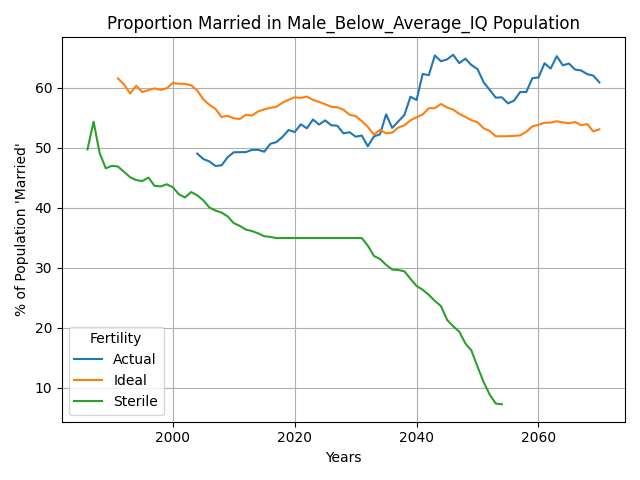 Proportion Married in Male_Below_Average_IQ Population
% of Population 'Married'
60
50
40
30
20
10
Fertility
Actual
Ideal
Sterile
2000
2020
2040
2060
Years